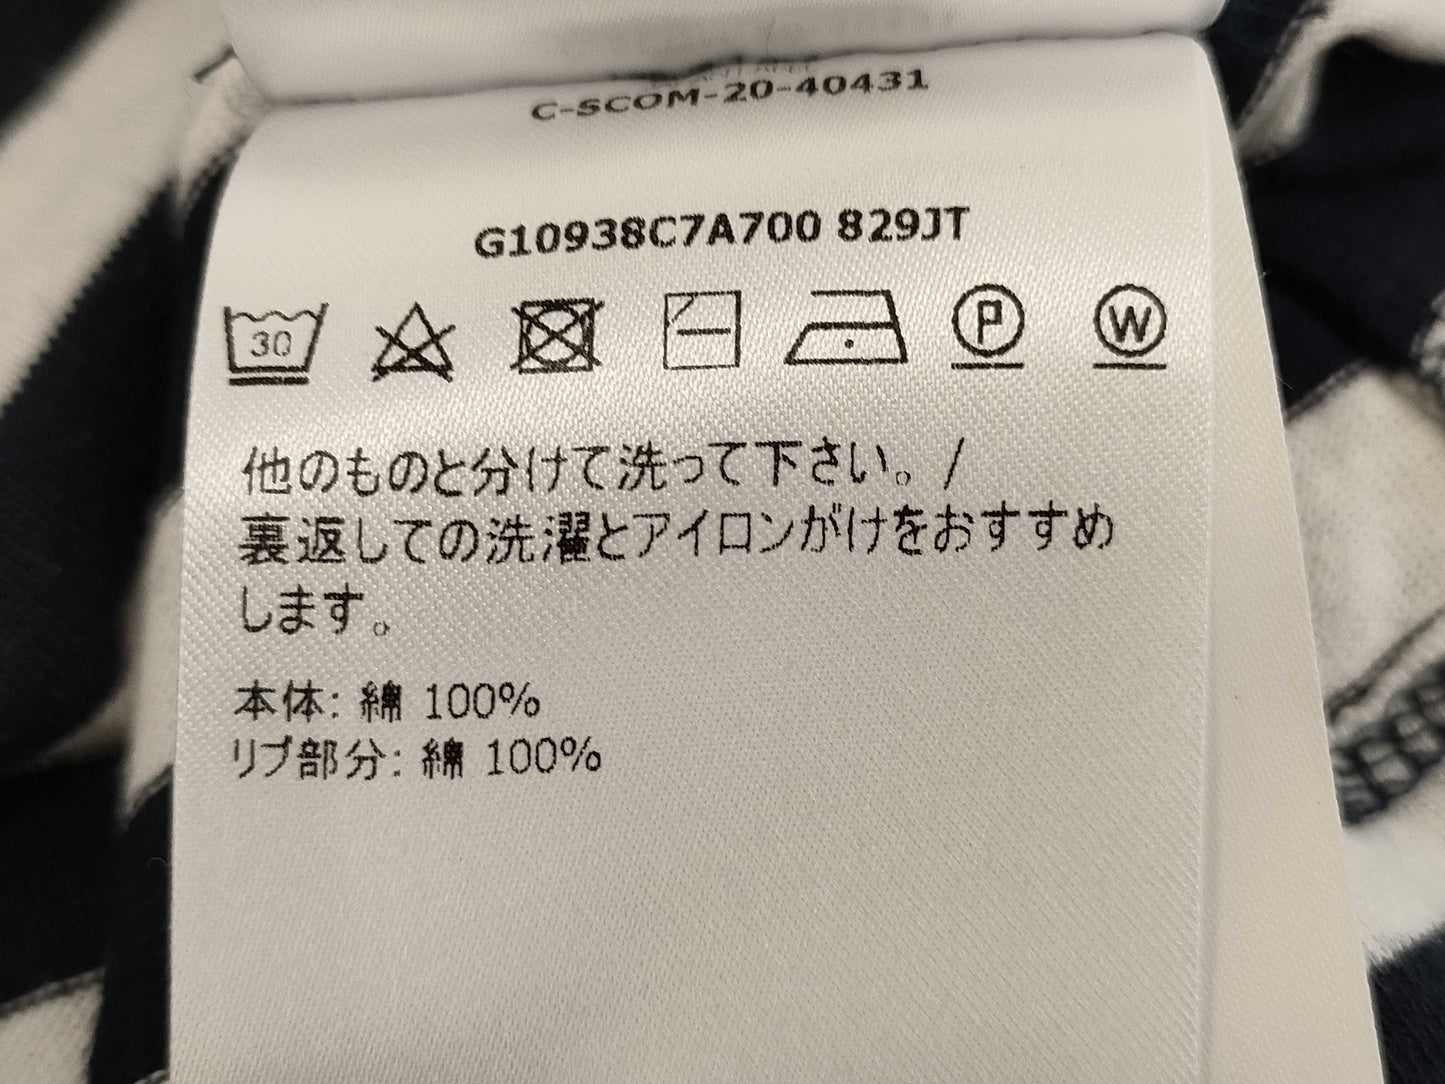 C-SCOM-20-40431
G10938C7A700 829JT
30
P
W
他のものと分けて洗って下さい。/
裏返しての洗濯とアイロンがけをおすすめ
します。
本体: 綿 100%
リブ部分: 綿 100%